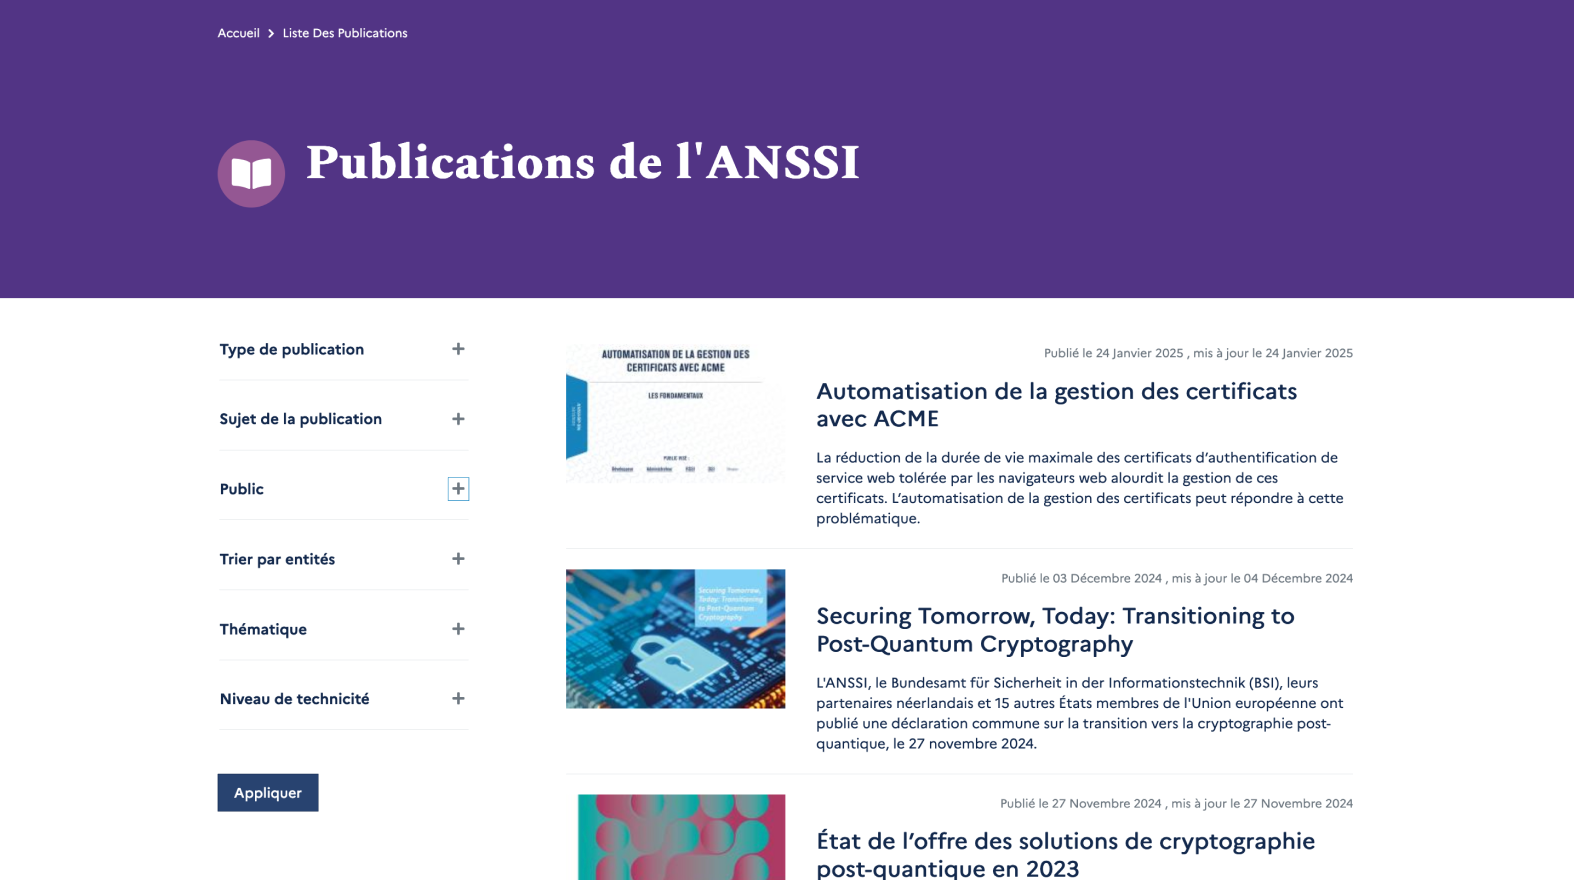 Accueil > Liste Des Publications
Publications de l'ANSSI
Type de publication +
Sujet de la publication +
Public +
Trier par entités +
Thématique +
Niveau de technicité +
Appliquer
AUTOMATISATION DE LA GESTION DES
CERTIFICATS AVEC ACME
LES FONDAMENTAUX
Publié le 24 Janvier 2025 , mis à jour le 24 Janvier 2025
Automatisation de la gestion des certificats
avec ACME
La réduction de la durée de vie maximale des certificats d’authentification de
service web tolérée par les navigateurs web alourdit la gestion de ces
certificats. L’automatisation de la gestion des certificats peut répondre à cette
problématique.
Securing Tomorrow,
Today: Transitioning
to Post-Quantum
Cryptography
Publié le 03 Décembre 2024 , mis à jour le 04 Décembre 2024
Securing Tomorrow, Today: Transitioning to
Post-Quantum Cryptography
L'ANSSI, le Bundesamt für Sicherheit in der Informationstechnik (BSI), leurs
partenaires néerlandais et 15 autres États membres de l'Union européenne ont
publié une déclaration commune sur la transition vers la cryptographie post-
quantique, le 27 novembre 2024.
Publié le 27 Novembre 2024 , mis à jour le 27 Novembre 2024
État de l’offre des solutions de cryptographie
post-quantique en 2023